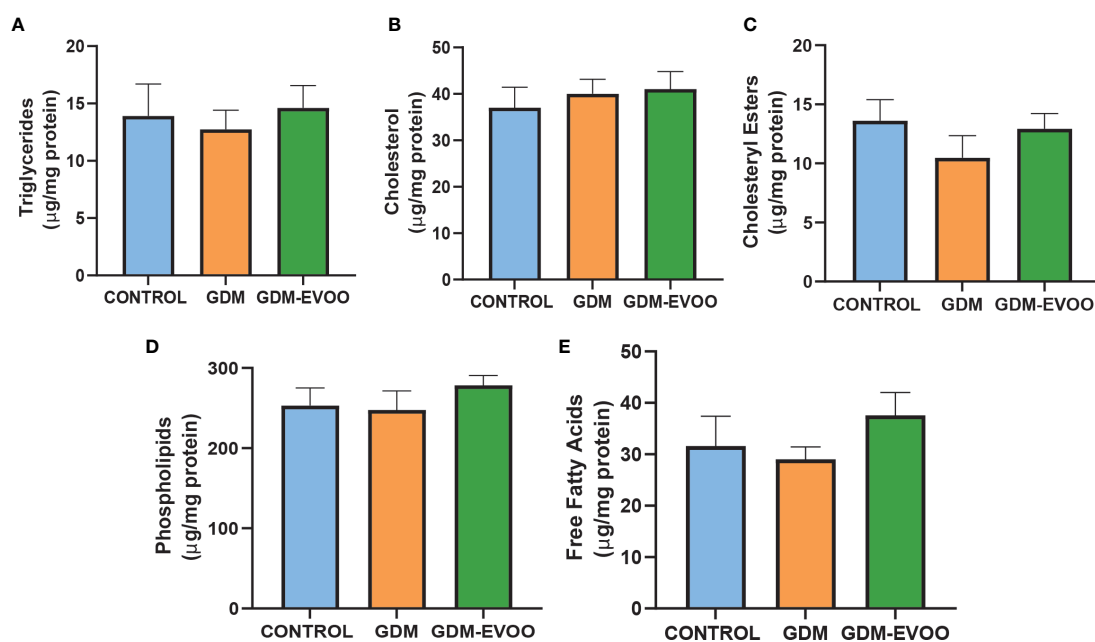 A
Triglycerides
(µg/mg protein)
20
15
10
5
0
CONTROL GDM GDM-EVOO
B
Cholesterol
(µg/mg protein)
50
40
30
20
10
0
CONTROL GDM GDM-EVOO
C
Cholesteryl Esters
(µg/mg protein)
20
15
10
5
0
CONTROL GDM GDM-EVOO
D
Phospholipids
(µg/mg protein)
300
200
100
0
CONTROL GDM GDM-EVOO
E
Free Fatty Acids
(µg/mg protein)
50
40
30
20
10
0
CONTROL GDM GDM-EVOO